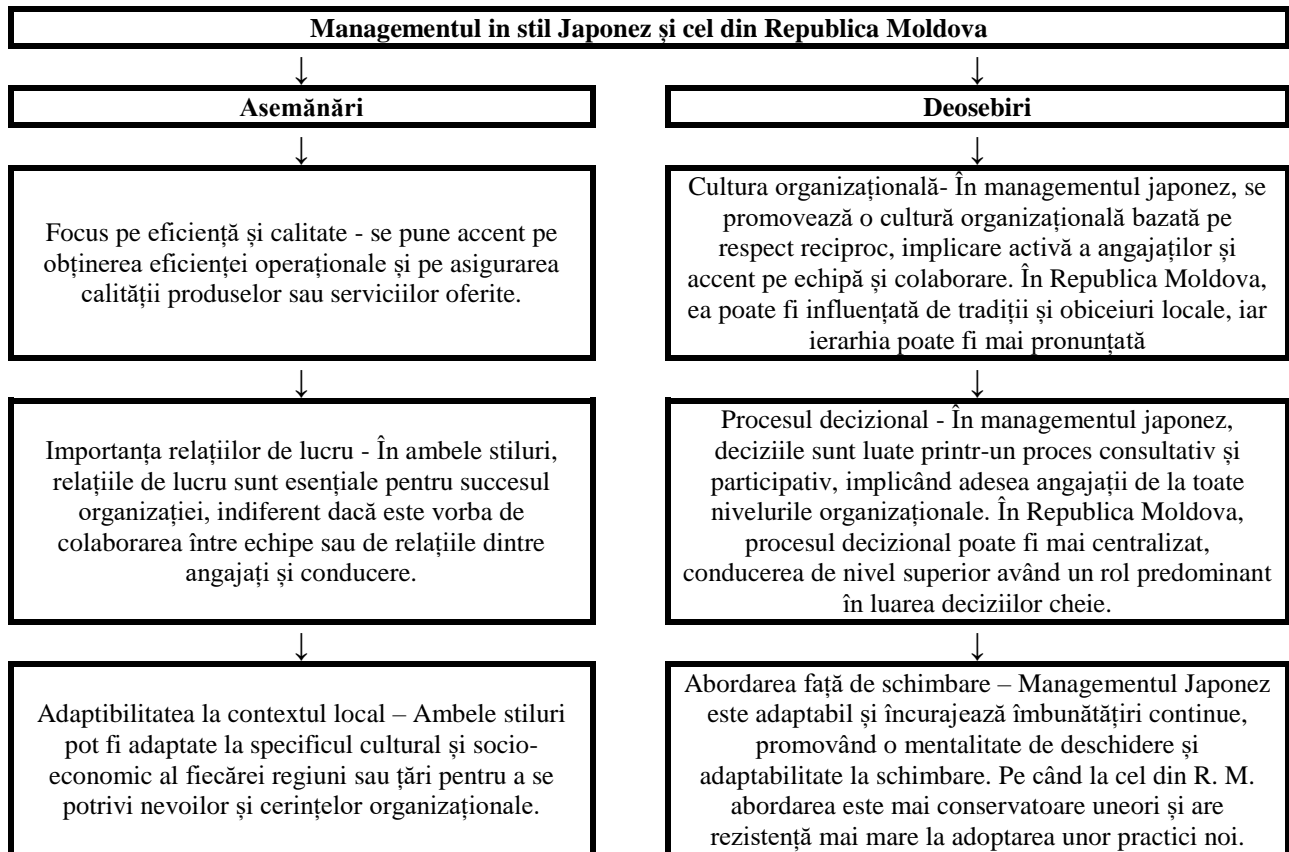 Managementul in stil Japonez și cel din Republica Moldova
↓
↓
Asemănări
Deosebiri
↓
↓
Focus pe eficiență și calitate - se pune accent pe
obținerea eficienței operaționale și pe asigurarea
calității produselor sau serviciilor oferite.
Cultura organizațională- În managementul japonez, se
promovează o cultură organizațională bazată pe
respect reciproc, implicare activă a angajaților și
accent pe echipă și colaborare. În Republica Moldova,
ea poate fi influențată de tradiții și obiceiuri locale, iar
ierarhia poate fi mai pronunțată
↓
↓
Importanța relațiilor de lucru - În ambele stiluri,
relațiile de lucru sunt esențiale pentru succesul
organizației, indiferent dacă este vorba de
colaborarea între echipe sau de relațiile dintre
angajați și conducere.
Procesul decizional - În managementul japonez,
deciziile sunt luate printr-un proces consultativ și
participativ, implicând adesea angajații de la toate
nivelurile organizaționale. În Republica Moldova,
procesul decizional poate fi mai centralizat,
conducerea de nivel superior având un rol predominant
în luarea deciziilor cheie.
↓
↓
Adaptibilitatea la contextul local – Ambele stiluri
pot fi adaptate la specificul cultural și socio-
economic al fiecărei regiuni sau țări pentru a se
potrivi nevoilor și cerințelor organizaționale.
Abordarea față de schimbare – Managementul Japonez
este adaptabil și încurajează îmbunătățiri continue,
promovând o mentalitate de deschidere și
adaptabilitate la schimbare. Pe când la cel din R. M.
abordarea este mai conservatoare uneori și are
rezistență mai mare la adoptarea unor practici noi.